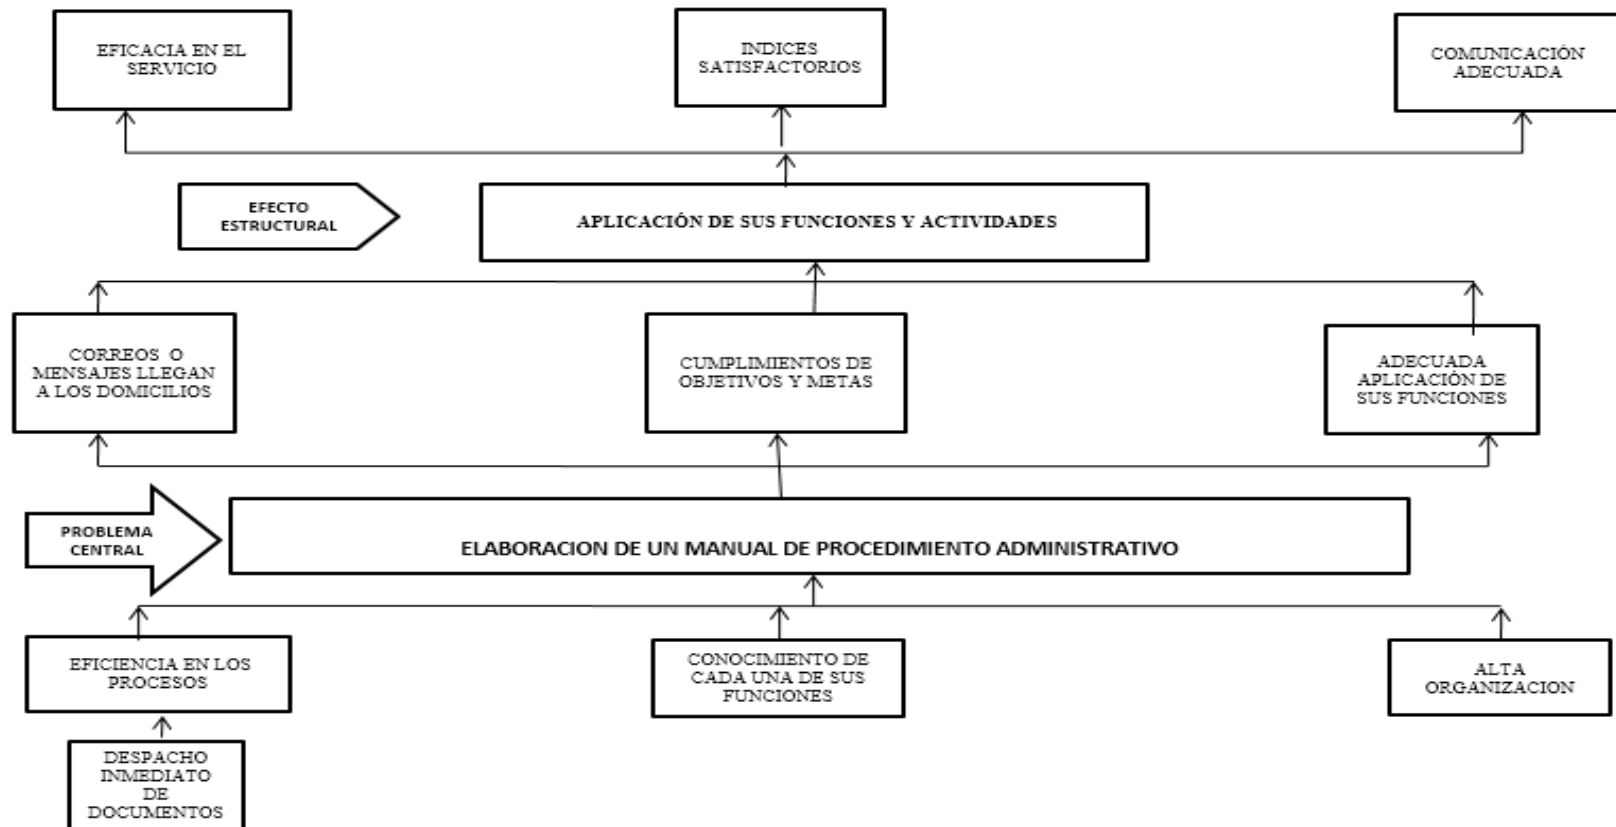 EFICACIA EN EL
SERVICIO
INDICES
SATISFACTORIOS
COMUNICACIÓN
ADECUADA
EFECTO
ESTRUCTURAL
APLICACIÓN DE SUS FUNCIONES Y ACTIVIDADES
CORREOS O
MENSAJES LLEGAN
A LOS DOMICILIOS
CUMPLIMIENTOS DE
OBJETIVOS Y METAS
ADECUADA
APLICACIÓN DE
SUS FUNCIONES
PROBLEMA
CENTRAL
ELABORACION DE UN MANUAL DE PROCEDIMIENTO ADMINISTRATIVO
EFICIENCIA EN LOS
PROCESOS
CONOCIMIENTO DE
CADA UNA DE SUS
FUNCIONES
ALTA
ORGANIZACION
DESPACHO
INMEDIATO
DE
DOCUMENTOS